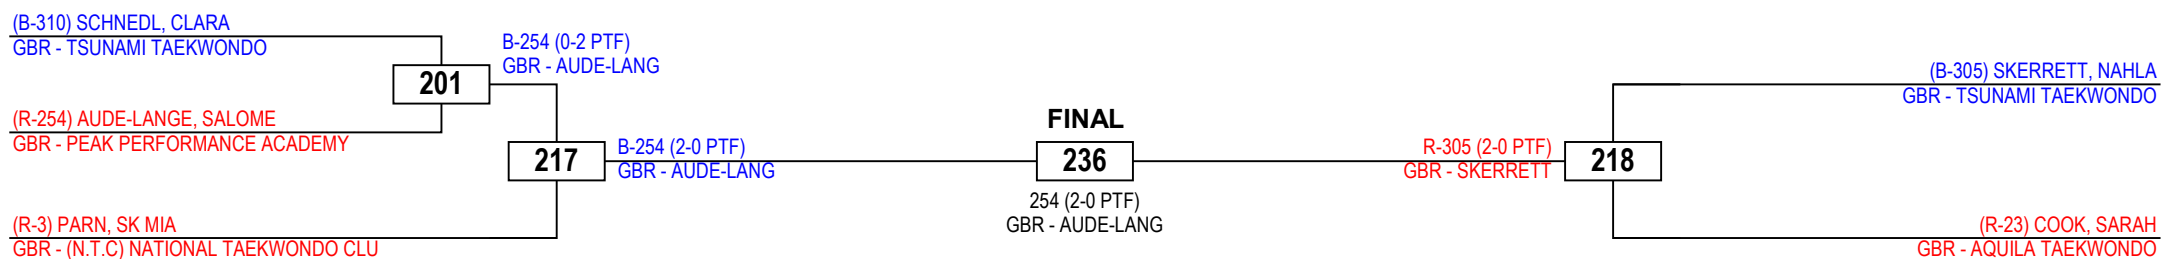 (B-310) SCHNEDL, CLARA
GBR - TSUNAMI TAEKWONDO
B-254 (0-2 PTF)
GBR - AUDE-LANG
201
(R-254) AUDE-LANGE, SALOME
GBR - PEAK PERFORMANCE ACADEMY
217
B-254 (2-0 PTF)
GBR - AUDE-LANG
(R-3) PARN, SK MIA
GBR - (N.T.C) NATIONAL TAEKWONDO CLU
FINAL
236
254 (2-0 PTF)
GBR - AUDE-LANG
R-305 (2-0 PTF)
GBR - SKERRETT
218
(B-305) SKERRETT, NAHLA
GBR - TSUNAMI TAEKWONDO
(R-23) COOK, SARAH
GBR - AQUILA TAEKWONDO